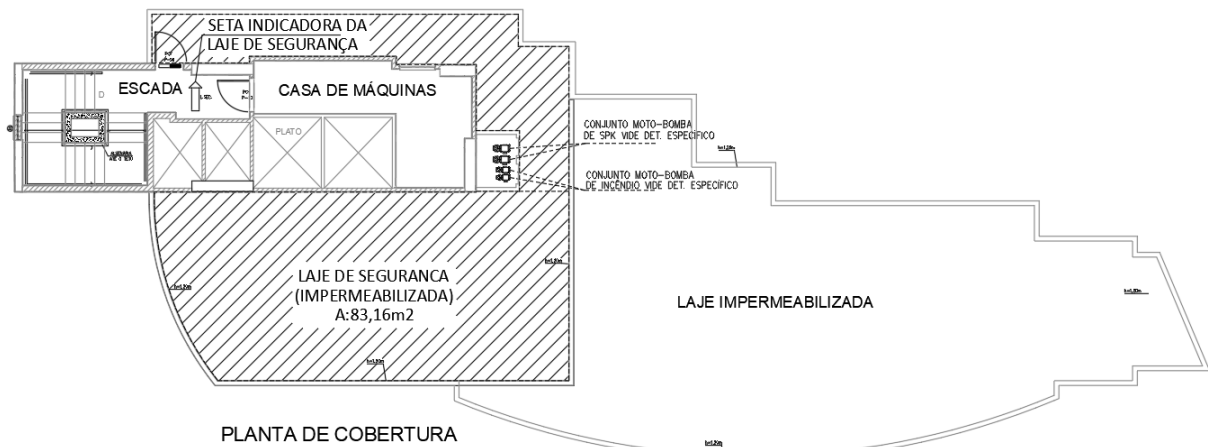 SETA INDICADORA DA
LAJE DE SEGURANÇA
ESCADA
CASA DE MÁQUINAS
D
PLATO
CONJUNTO MOTO-BOMBA
DE SPK VIDE DET. ESPECÍFICO
CONJUNTO MOTO-BOMBA
DE INCÊNDIO VIDE DET. ESPECÍFICO
LAJE DE SEGURANCA
(IMPERMEABILIZADA)
A:83,16m2
LAJE IMPERMEABILIZADA
PLANTA DE COBERTURA